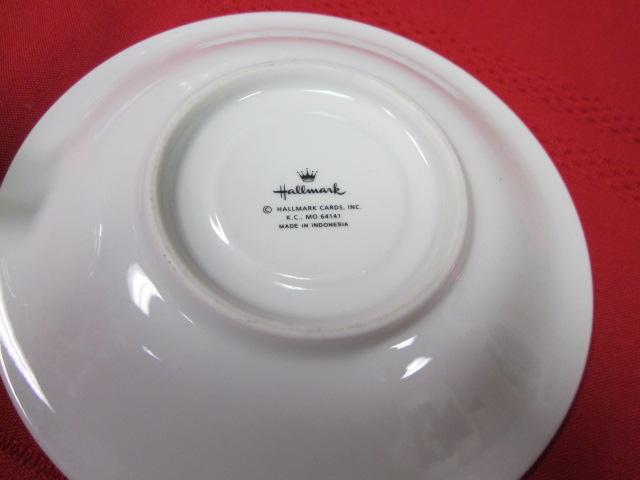 Hallmark
© HALLMARK CARDS, INC.
K.C., MO 64141
MADE IN INDONESIA